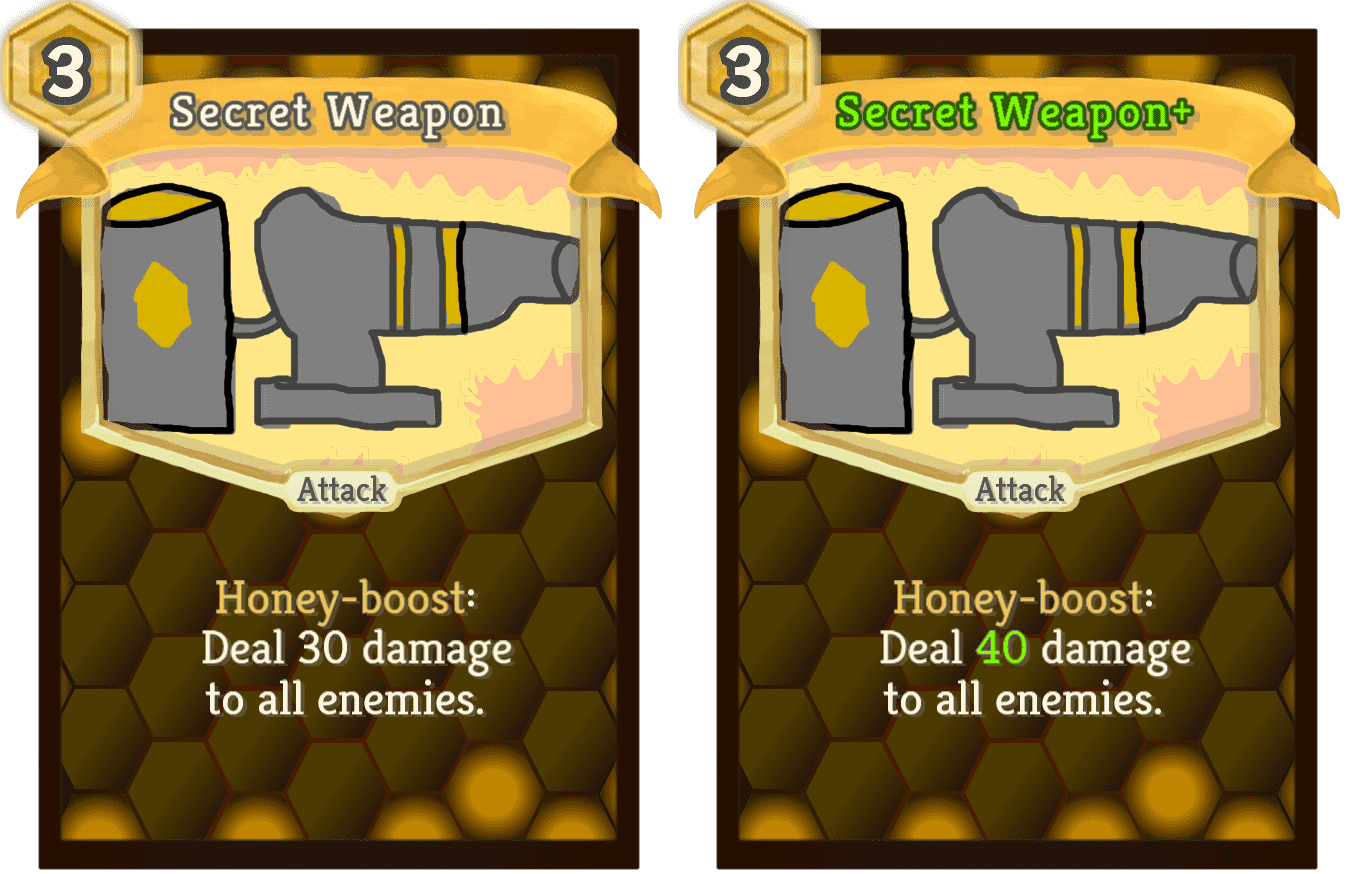 3
Secret Weapon
Attack
Honey-boost:
Deal 30 damage
to all enemies.
3
Secret Weapon+
Attack
Honey-boost:
Deal 40 damage
to all enemies.